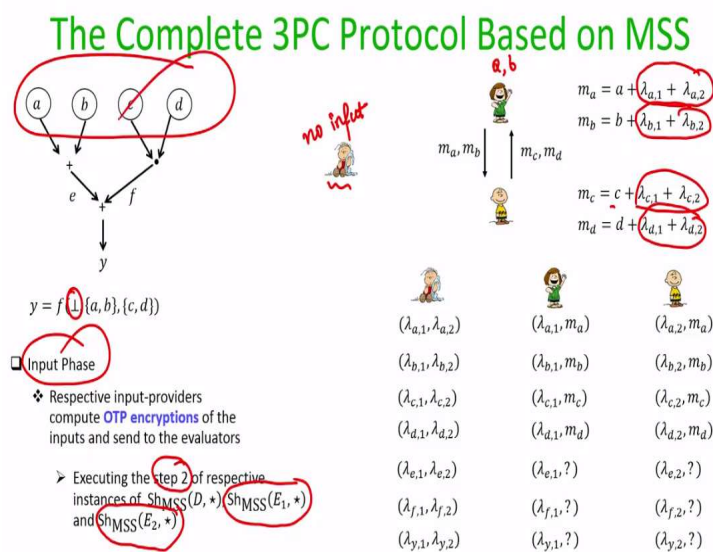 The Complete 3PC Protocol Based on MSS
a, b
a b c d
no input
m_a, m_b
m_c, m_d
m_a = a + λ_{a,1} + λ_{a,2}
m_b = b + λ_{b,1} + λ_{b,2}
m_c = c + λ_{c,1} + λ_{c,2}
m_d = d + λ_{d,1} + λ_{d,2}
+ •
e + f
y
y = f(⊥, {a, b}, {c, d})
Input Phase
Respective input-providers
compute OTP encryptions of the
inputs and send to the evaluators
Executing the step 2 of respective
instances of Sh_MSS(D, ⋆) Sh_MSS(E_1, ⋆)
and Sh_MSS(E_2, ⋆)
(λ_{a,1}, λ_{a,2}) (λ_{a,1}, m_a) (λ_{a,2}, m_a)
(λ_{b,1}, λ_{b,2}) (λ_{b,1}, m_b) (λ_{b,2}, m_b)
(λ_{c,1}, λ_{c,2}) (λ_{c,1}, m_c) (λ_{c,2}, m_c)
(λ_{d,1}, λ_{d,2}) (λ_{d,1}, m_d) (λ_{d,2}, m_d)
(λ_{e,1}, λ_{e,2}) (λ_{e,1}, ?) (λ_{e,2}, ?)
(λ_{f,1}, λ_{f,2}) (λ_{f,1}, ?) (λ_{f,2}, ?)
(λ_{y,1}, λ_{y,2}) (λ_{y,1}, ?) (λ_{y,2}, ?)